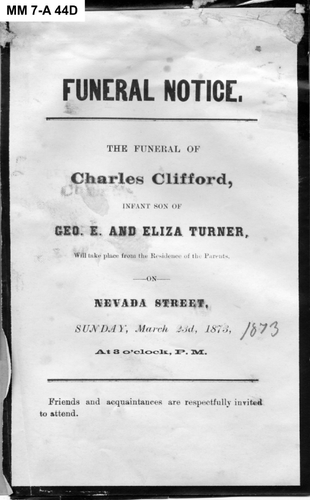 MM 7-A 44D
FUNERAL NOTICE.
THE FUNERAL OF
Charles Clifford,
INFANT SON OF
GEO. E. AND ELIZA TURNER,
Will take place from the Residence of the Parents.
—ON—
NEVADA STREET,
SUNDAY, March 23d, 1873,
1873
At 3 o'clock, P. M.
Friends and acquaintances are respectfully invited
to attend.